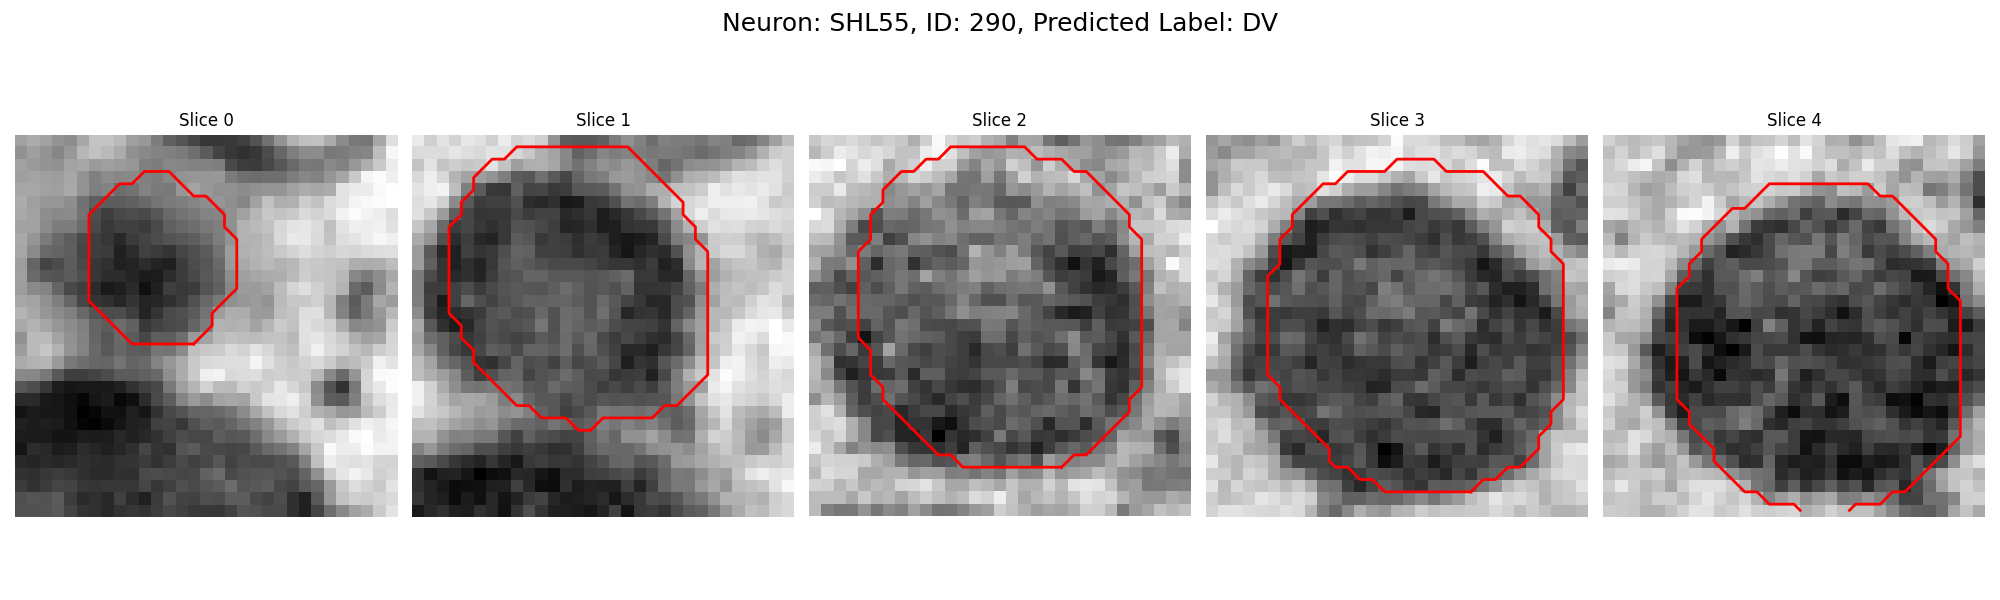 Neuron: SHL55, ID: 290, Predicted Label: DV
Slice 0
Slice 1
Slice 2
Slice 3
Slice 4